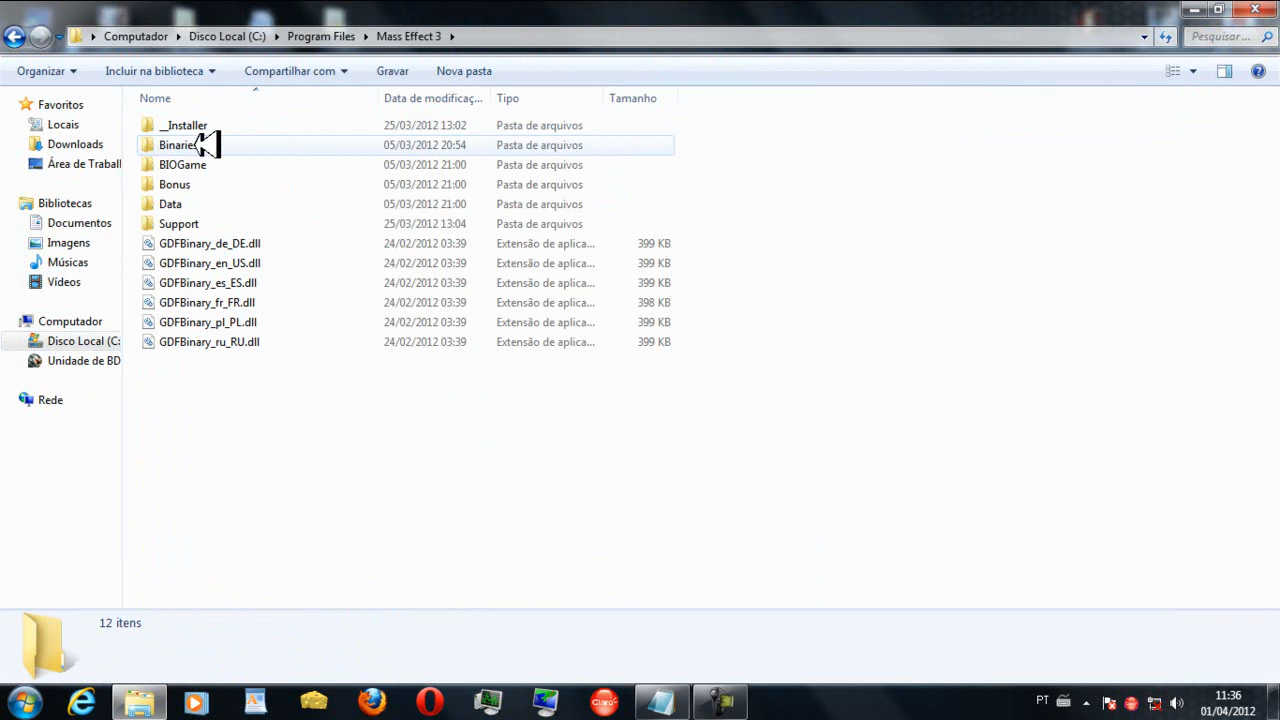 Computador Disco Local (C:) Program Files Mass Effect 3
Pesquisar...
Organizar Incluir na biblioteca Compartilhar com Gravar Nova pasta
Nome Data de modificaç... Tipo Tamanho
Favoritos
Locais
Downloads
Área de Trabal
Bibliotecas
Documentos
Imagens
Músicas
Vídeos
Computador
Disco Local (C:
Unidade de BD
Rede
__Installer 25/03/2012 13:02 Pasta de arquivos
Binaries 05/03/2012 20:54 Pasta de arquivos
BIOGame 05/03/2012 21:00 Pasta de arquivos
Bonus 05/03/2012 21:00 Pasta de arquivos
Data 05/03/2012 21:00 Pasta de arquivos
Support 25/03/2012 13:04 Pasta de arquivos
GDFBinary_de_DE.dll 24/02/2012 03:39 Extensão de aplica... 399 KB
GDFBinary_en_US.dll 24/02/2012 03:39 Extensão de aplica... 399 KB
GDFBinary_es_ES.dll 24/02/2012 03:39 Extensão de aplica... 399 KB
GDFBinary_fr_FR.dll 24/02/2012 03:39 Extensão de aplica... 398 KB
GDFBinary_pl_PL.dll 24/02/2012 03:39 Extensão de aplica... 399 KB
GDFBinary_ru_RU.dll 24/02/2012 03:39 Extensão de aplica... 399 KB
12 itens
Claro
PT
11:36
01/04/2012